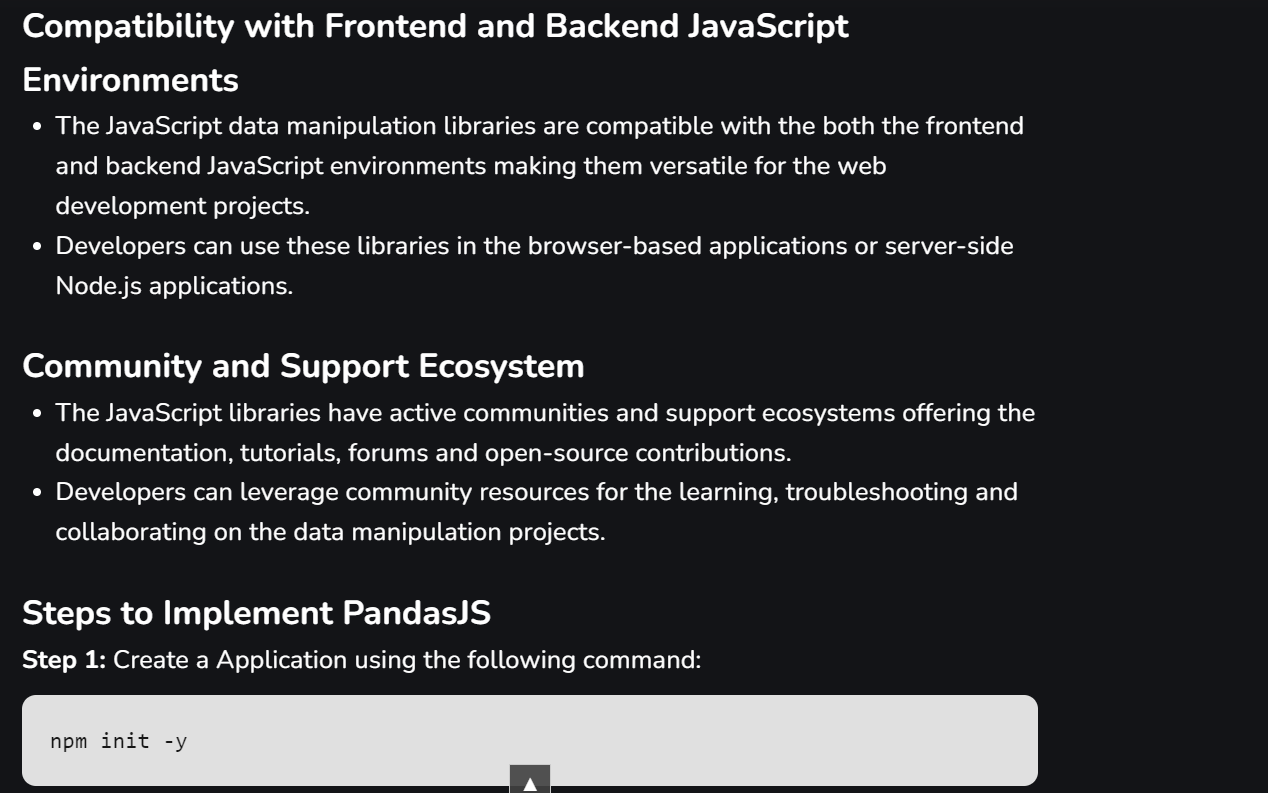 Compatibility with Frontend and Backend JavaScript
Environments
The JavaScript data manipulation libraries are compatible with the both the frontend
and backend JavaScript environments making them versatile for the web
development projects.
Developers can use these libraries in the browser-based applications or server-side
Node.js applications.
Community and Support Ecosystem
The JavaScript libraries have active communities and support ecosystems offering the
documentation, tutorials, forums and open-source contributions.
Developers can leverage community resources for the learning, troubleshooting and
collaborating on the data manipulation projects.
Steps to Implement PandasJS
Step 1: Create a Application using the following command:
npm init -y